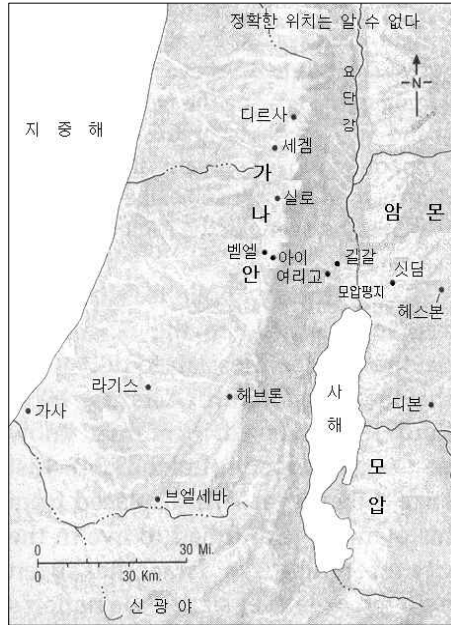 정확한 위치는 알 수 없다
요단강
N
지 중 해
디르사
세겜
가나안
실로
암 몬
벧엘
아이
여리고
길갈
싯딤
모압평지
헤스본
라기스
헤브론
가사
사해
디본
모압
브엘세바
0 30 Mi.
0 30 Km.
신 광 야